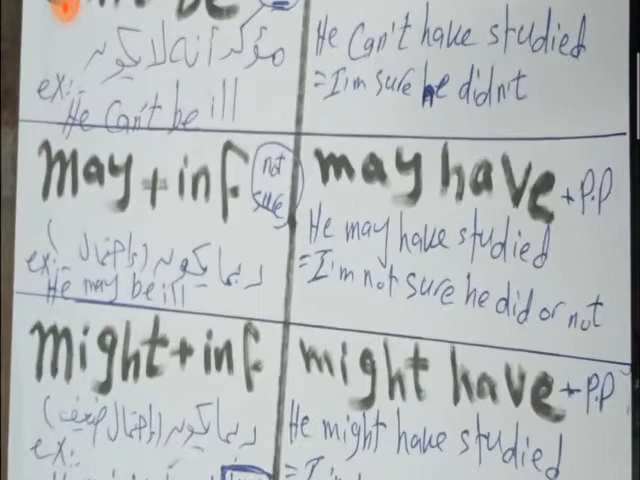 مؤكد أنه لا يكون
ex:-
He can't be ill
He Can't have studied
= I'm sure he didn't
may + inf
not sure
ربما يكون (إحتمال)
ex:-
He may be ill
may have + P.P
He may have studied
= I'm not sure he did or not
might + inf
ربما يكون (إحتمال ضعيف)
ex:-
might have + P.P
He might have studied
= I'm